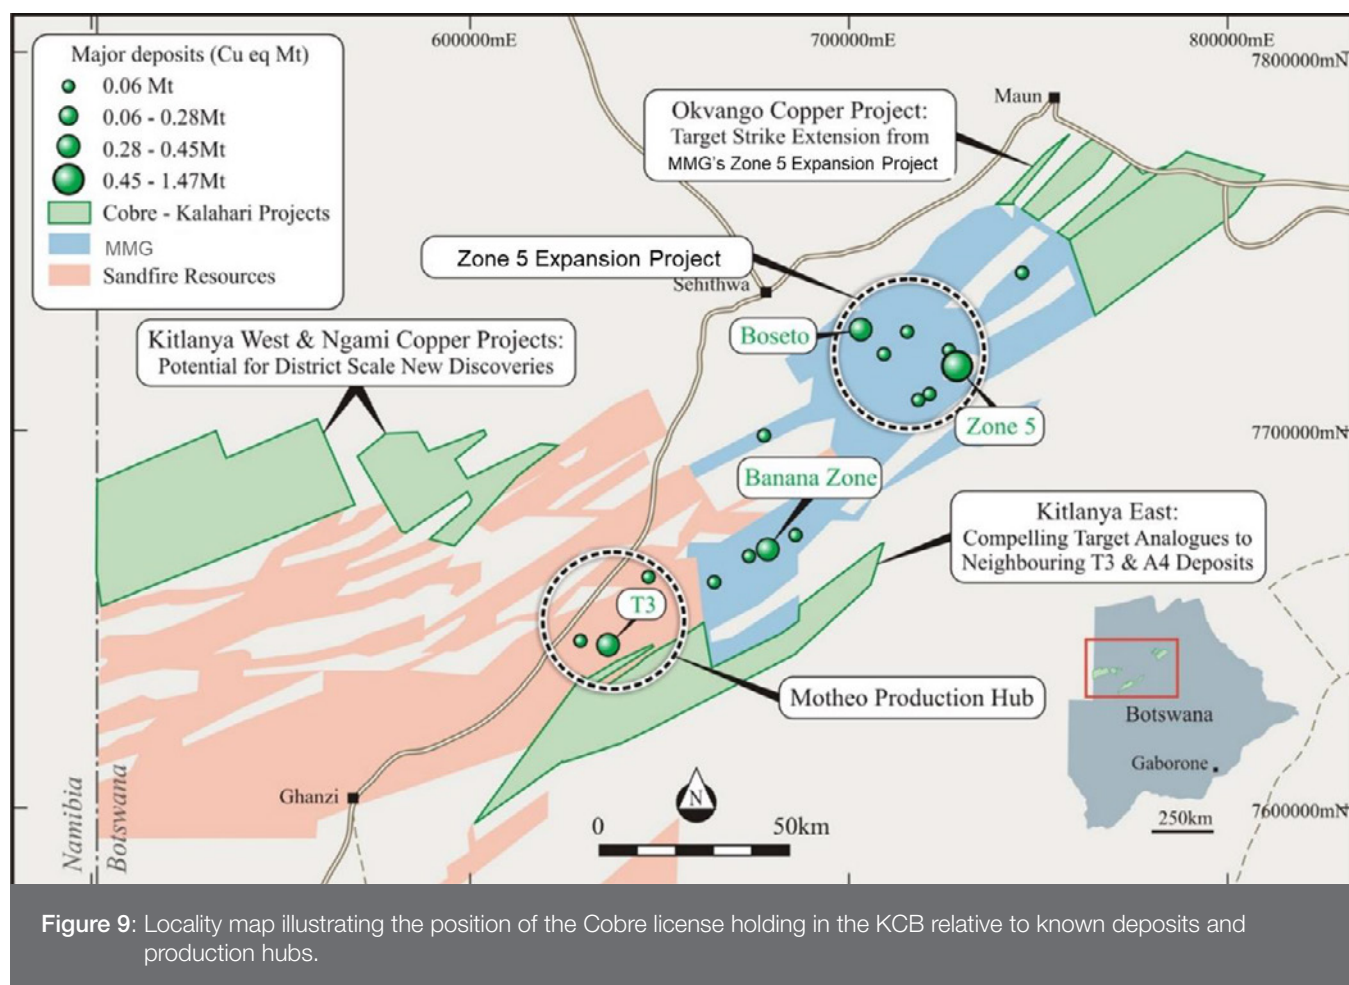 600000mE
700000mE
800000mE
7800000mN
Major deposits (Cu eq Mt)
0.06 Mt
0.06 - 0.28Mt
0.28 - 0.45Mt
0.45 - 1.47Mt
Cobre - Kalahari Projects
MMG
Sandfire Resources
Maun
Okvango Copper Project:
Target Strike Extension from
MMG's Zone 5 Expansion Project
Zone 5 Expansion Project
Sehithwa
Boseto
Kitlanya West & Ngami Copper Projects:
Potential for District Scale New Discoveries
Zone 5
7700000mN
Banana Zone
Kitlanya East:
Compelling Target Analogues to
Neighbouring T3 & A4 Deposits
T3
Motheo Production Hub
Botswana
Gaborone
250km
7600000mN
Ghanzi
N
0 50km
Namibia
Botswana
Figure 9: Locality map illustrating the position of the Cobre license holding in the KCB relative to known deposits and
production hubs.